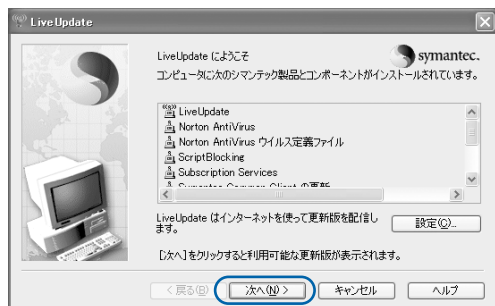 LiveUpdate
LiveUpdate にようこそ
symantec.
コンピュータに次のシマンテック製品とコンポーネントがインストールされています。
LiveUpdate
Norton AntiVirus
Norton AntiVirus ウイルス定義ファイル
ScriptBlocking
Subscription Services
Symantec Common Client の更新
LiveUpdate はインターネットを使って更新版を配信し
ます。
設定(O)...
[次へ]をクリックすると利用可能な更新版が表示されます。
< 戻る(B)
次へ(N) >
キャンセル
ヘルプ